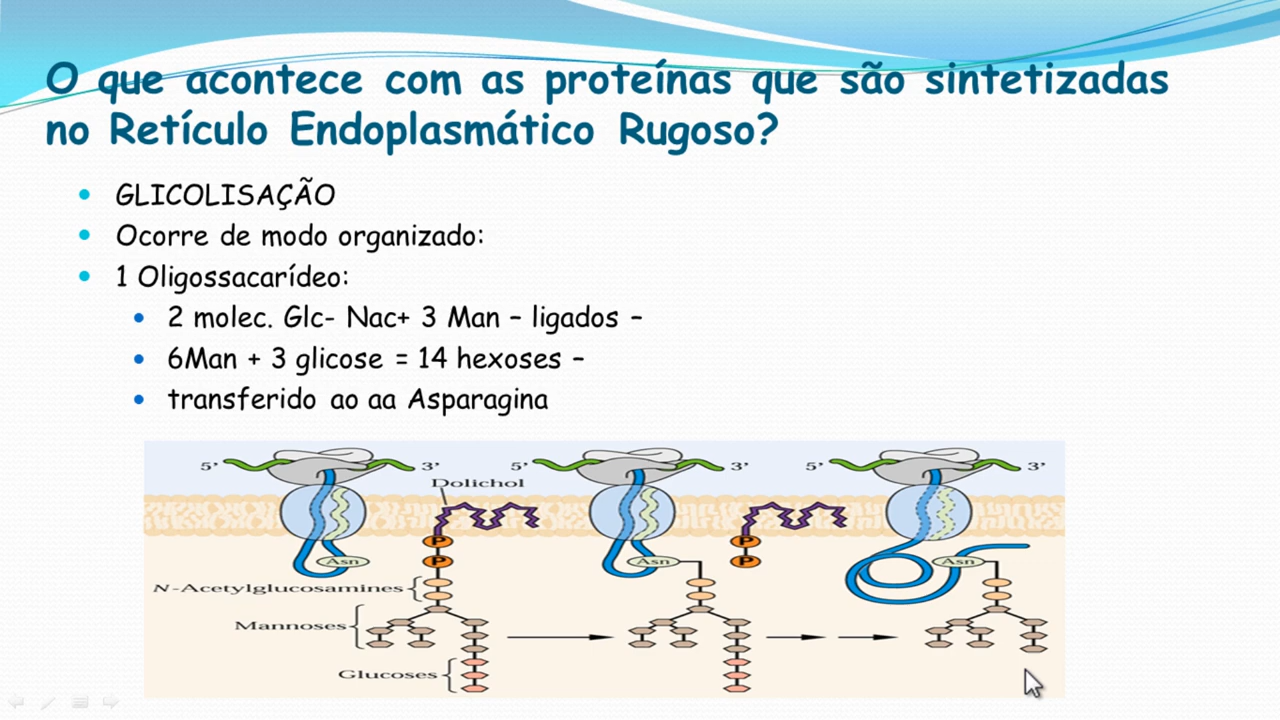 O que acontece com as proteínas que são sintetizadas
no Retículo Endoplasmático Rugoso?
GLICOLISAÇÃO
Ocorre de modo organizado:
1 Oligossacarídeo:
2 molec. Glc- Nac+ 3 Man – ligados –
6Man + 3 glicose = 14 hexoses –
transferido ao aa Asparagina
5’ 3’ 5’ 3’ 5’ 3’
Dolichol
P P
Asn P Asn P Asn
N-Acetylglucosamines
Mannoses
Glucoses